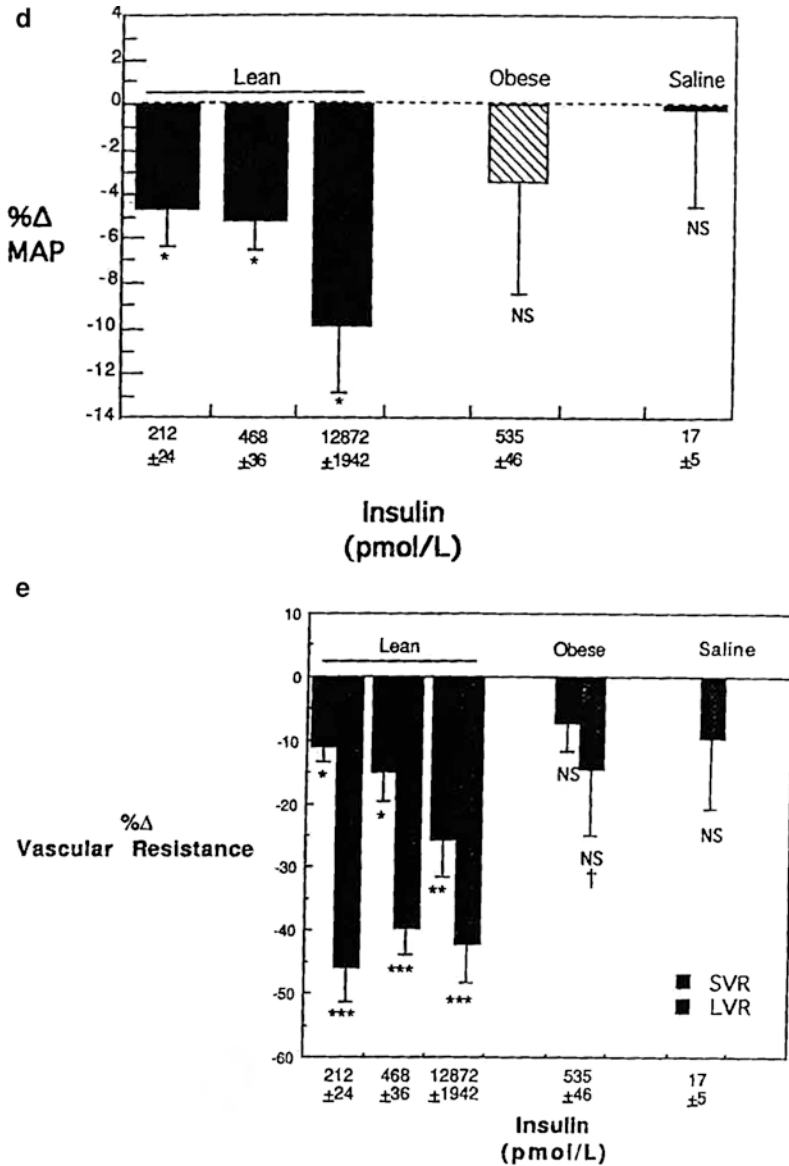 d
4
2
0
-2
-4
-6
-8
-10
-12
-14
%Δ
MAP
Lean
Obese
Saline
*
*
*
NS
NS
212
±24
468
±36
12872
±1942
535
±46
17
±5
Insulin
(pmol/L)
e
10
0
-10
-20
-30
-40
-50
-60
%Δ
Vascular Resistance
Lean
Obese
Saline
*
***
*
***
**
***
NS
NS
†
NS
SVR
LVR
212
±24
468
±36
12872
±1942
535
±46
17
±5
Insulin
(pmol/L)